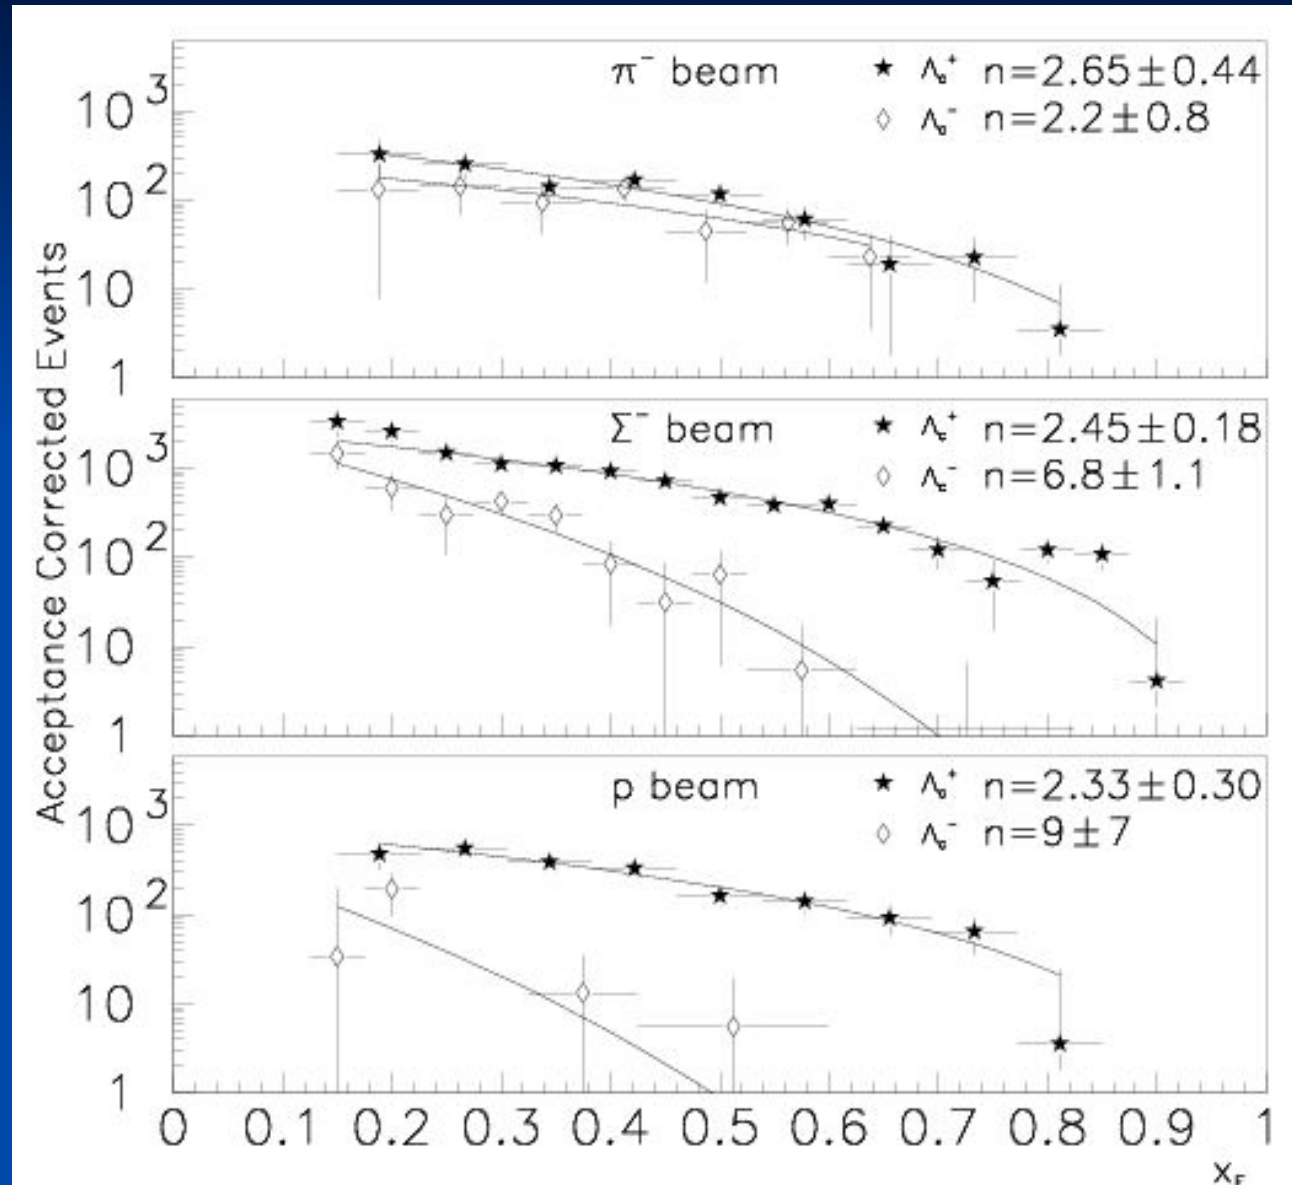 π⁻ beam ★ Λc⁺ n=2.65±0.44
◇ Λc⁻ n=2.2±0.8
10³
10²
10
1
Σ⁻ beam ★ Λc⁺ n=2.45±0.18
◇ Λc⁻ n=6.8±1.1
10³
10²
10
1
p beam ★ Λc⁺ n=2.33±0.30
◇ Λc⁻ n=9±7
10³
10²
10
1
Acceptance Corrected Events
0 0.1 0.2 0.3 0.4 0.5 0.6 0.7 0.8 0.9 1
x_F